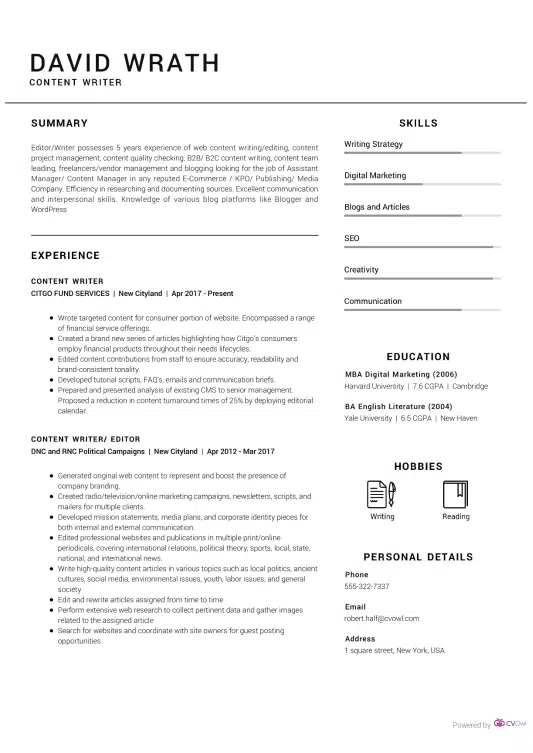 DAVID WRATH
CONTENT WRITER
SUMMARY
Editor/Writer possesses 5 years experience of web content writing/editing, content
project management, content quality checking, B2B/ B2C content writing, content team
leading, freelancers/vendor management and blogging looking for the job of Assistant
Manager/ Content Manager in any reputed E-Commerce / KPO/ Publishing/ Media
Company. Efficiency in researching and documenting sources. Excellent communication
and interpersonal skills. Knowledge of various blog platforms like Blogger and
WordPress
EXPERIENCE
CONTENT WRITER
CITGO FUND SERVICES | New Cityland | Apr 2017 - Present
● Wrote targeted content for consumer portion of website. Encompassed a range
of financial service offerings.
● Created a brand new series of articles highlighting how Citgo's consumers
employ financial products throughout their needs lifecycles.
● Edited content contributions from staff to ensure accuracy, readability and
brand-consistent tonality.
● Developed tutorial scripts, FAQ's, emails and communication briefs.
● Prepared and presented analysis of existing CMS to senior management.
Proposed a reduction in content turnaround times of 25% by deploying editorial
calendar.
CONTENT WRITER/ EDITOR
DNC and RNC Political Campaigns | New Cityland | Apr 2012 - Mar 2017
● Generated original web content to represent and boost the presence of
company branding.
● Created radio/television/online marketing campaigns, newsletters, scripts, and
mailers for multiple clients.
● Developed mission statements, media plans, and corporate identity pieces for
both internal and external communication.
● Edited professional websites and publications in multiple print/online
periodicals, covering international relations, political theory, sports, local, state,
national, and international news.
● Write high-quality content articles in various topics such as local politics, ancient
cultures, social media, environmental issues, youth, labor issues, and general
society
● Edit and rewrite articles assigned from time to time
● Perform extensive web research to collect pertinent data and gather images
related to the assigned article
● Search for websites and coordinate with site owners for guest posting
opportunities
SKILLS
Writing Strategy
Digital Marketing
Blogs and Articles
SEO
Creativity
Communication
EDUCATION
MBA Digital Marketing (2006)
Harvard University | 7.6 CGPA | Cambridge
BA English Literature (2004)
Yale University | 6.5 CGPA | New Haven
HOBBIES
Writing Reading
PERSONAL DETAILS
Phone
555-322-7337
Email
robert.half@cvowl.com
Address
1 square street, New York, USA
Powered by CVOwl